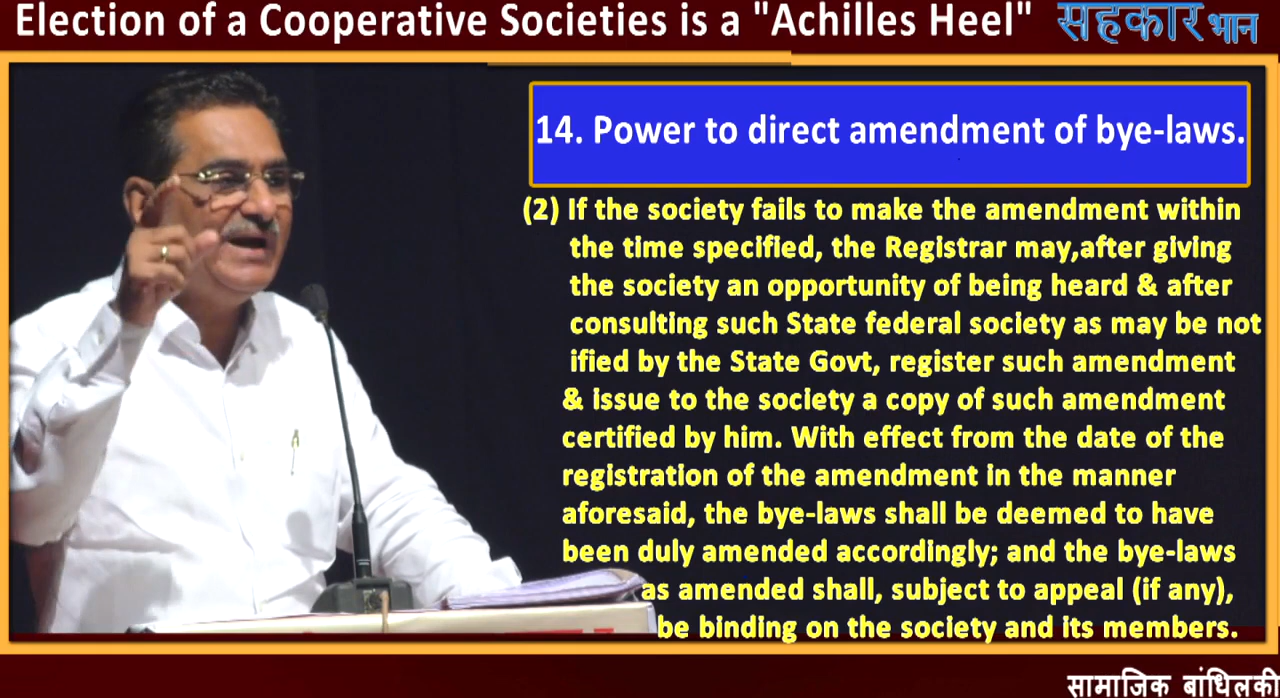 Election of a Cooperative Societies is a "Achilles Heel" सहकार भान
14. Power to direct amendment of bye-laws.
(2) If the society fails to make the amendment within
the time specified, the Registrar may,after giving
the society an opportunity of being heard & after
consulting such State federal society as may be not
ified by the State Govt, register such amendment
& issue to the society a copy of such amendment
certified by him. With effect from the date of the
registration of the amendment in the manner
aforesaid, the bye-laws shall be deemed to have
been duly amended accordingly; and the bye-laws
as amended shall, subject to appeal (if any),
be binding on the society and its members.
सामाजिक बांधिलकी